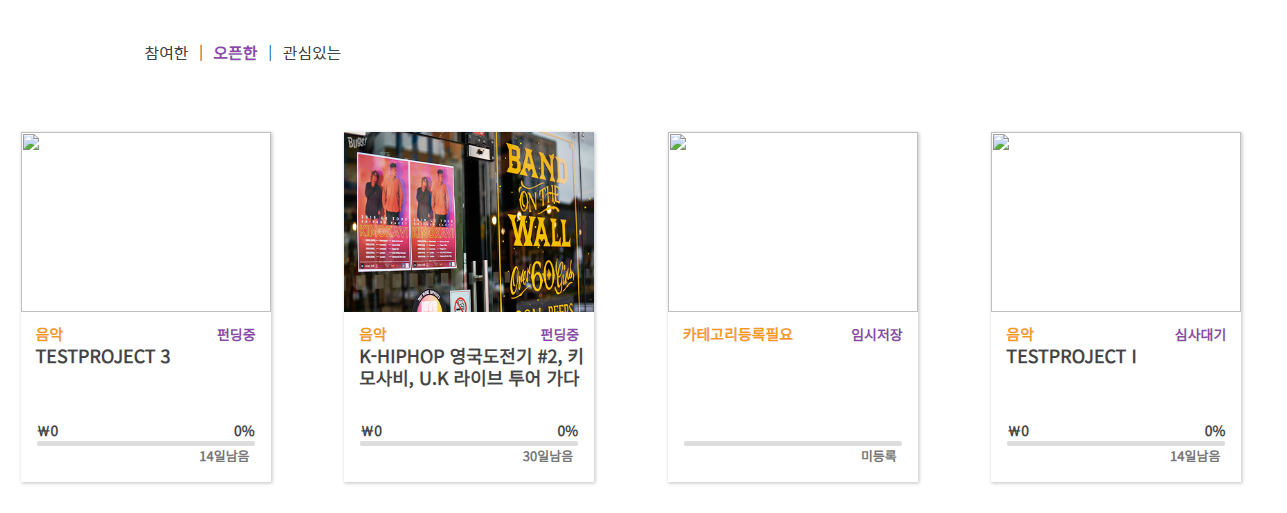 참여한 | 오픈한 | 관심있는
BAND
ON THE
WALL
Over 60 Gins
음악 펀딩중
TESTPROJECT 3
₩0 0%
14일남음
음악 펀딩중
K-HIPHOP 영국도전기 #2, 키
모사비, U.K 라이브 투어 가다
₩0 0%
30일남음
카테고리등록필요 임시저장
미등록
음악 심사대기
TESTPROJECT I
₩0 0%
14일남음